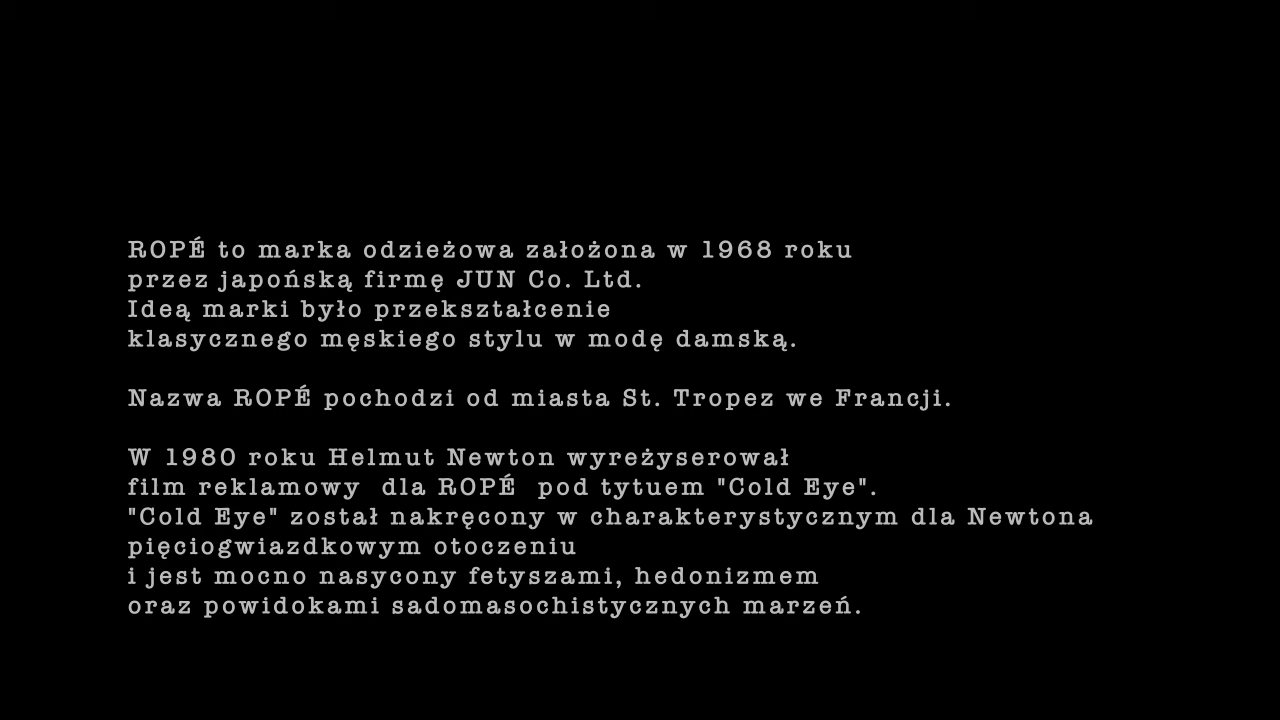 ROPÉ to marka odzieżowa założona w 1968 roku
przez japońską firmę JUN Co. Ltd.
Ideą marki było przekształcenie
klasycznego męskiego stylu w modę damską.
Nazwa ROPÉ pochodzi od miasta St. Tropez we Francji.
W 1980 roku Helmut Newton wyreżyserował
film reklamowy dla ROPÉ pod tytuem "Cold Eye".
"Cold Eye" został nakręcony w charakterystycznym dla Newtona
pięciogwiazdkowym otoczeniu
i jest mocno nasycony fetyszami, hedonizmem
oraz powidokami sadomasochistycznych marzeń.